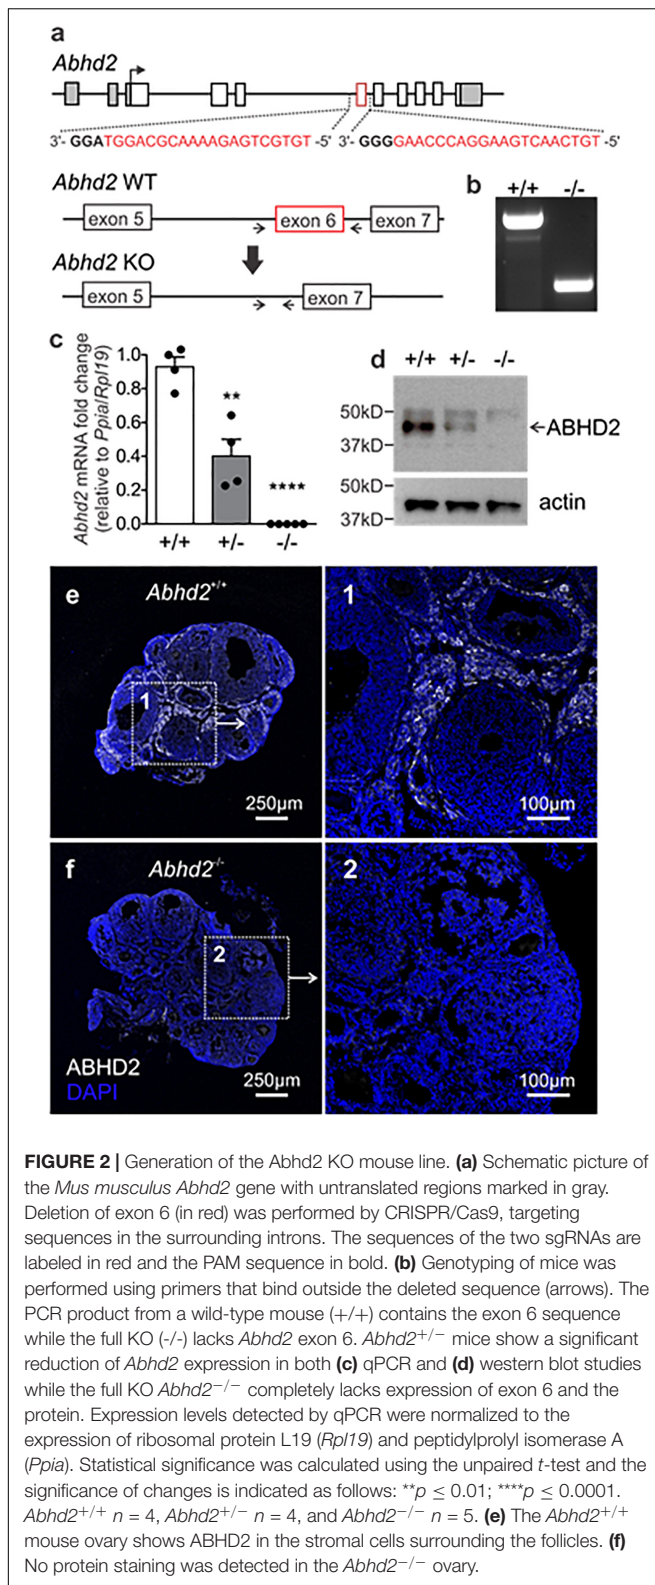 a
Abhd2
3'- GGATGGACGCAAAAGAGTCGTGT -5' 3'- GGGGAACCCAGGAAGTCAACTGT -5'
Abhd2 WT
exon 5 exon 6 exon 7
Abhd2 KO
exon 5 exon 7
b
+/+ -/-
c
Abhd2 mRNA fold change
(relative to Ppia/Rpl19)
1.0
0.8
0.6
0.4
0.2
0.0
**
****
+/+ +/- -/-
d
+/+ +/- -/-
50kD
37kD
ABHD2
50kD
37kD
actin
e Abhd2+/+
1
250µm
1
100µm
f Abhd2-/-
2
ABHD2
DAPI
250µm
2
100µm
FIGURE 2 | Generation of the Abhd2 KO mouse line. (a) Schematic picture of
the Mus musculus Abhd2 gene with untranslated regions marked in gray.
Deletion of exon 6 (in red) was performed by CRISPR/Cas9, targeting
sequences in the surrounding introns. The sequences of the two sgRNAs are
labeled in red and the PAM sequence in bold. (b) Genotyping of mice was
performed using primers that bind outside the deleted sequence (arrows). The
PCR product from a wild-type mouse (+/+) contains the exon 6 sequence
while the full KO (-/-) lacks Abhd2 exon 6. Abhd2+/− mice show a significant
reduction of Abhd2 expression in both (c) qPCR and (d) western blot studies
while the full KO Abhd2−/− completely lacks expression of exon 6 and the
protein. Expression levels detected by qPCR were normalized to the
expression of ribosomal protein L19 (Rpl19) and peptidylprolyl isomerase A
(Ppia). Statistical significance was calculated using the unpaired t-test and the
significance of changes is indicated as follows: **p ≤ 0.01; ****p ≤ 0.0001.
Abhd2+/+ n = 4, Abhd2+/− n = 4, and Abhd2−/− n = 5. (e) The Abhd2+/+
mouse ovary shows ABHD2 in the stromal cells surrounding the follicles. (f)
No protein staining was detected in the Abhd2−/− ovary.